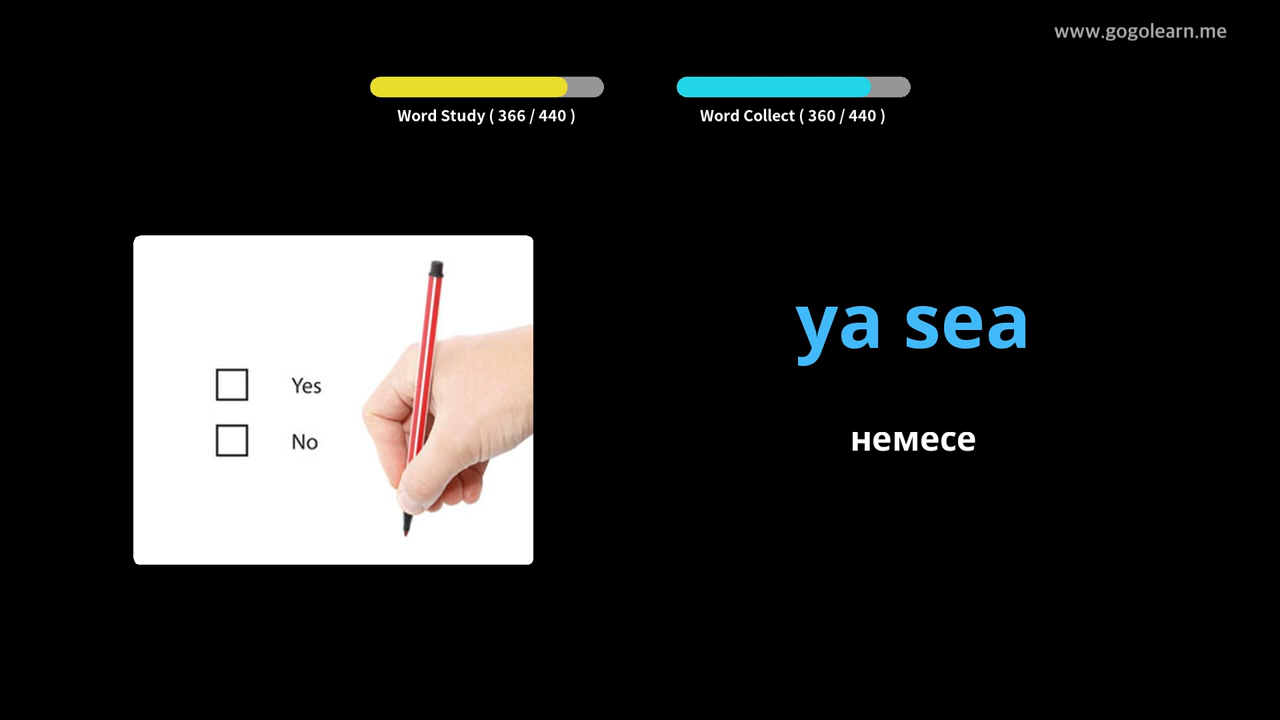 www.gogolearn.me
Word Study ( 366 / 440 )
Word Collect ( 360 / 440 )
Yes
No
ya sea
немесе